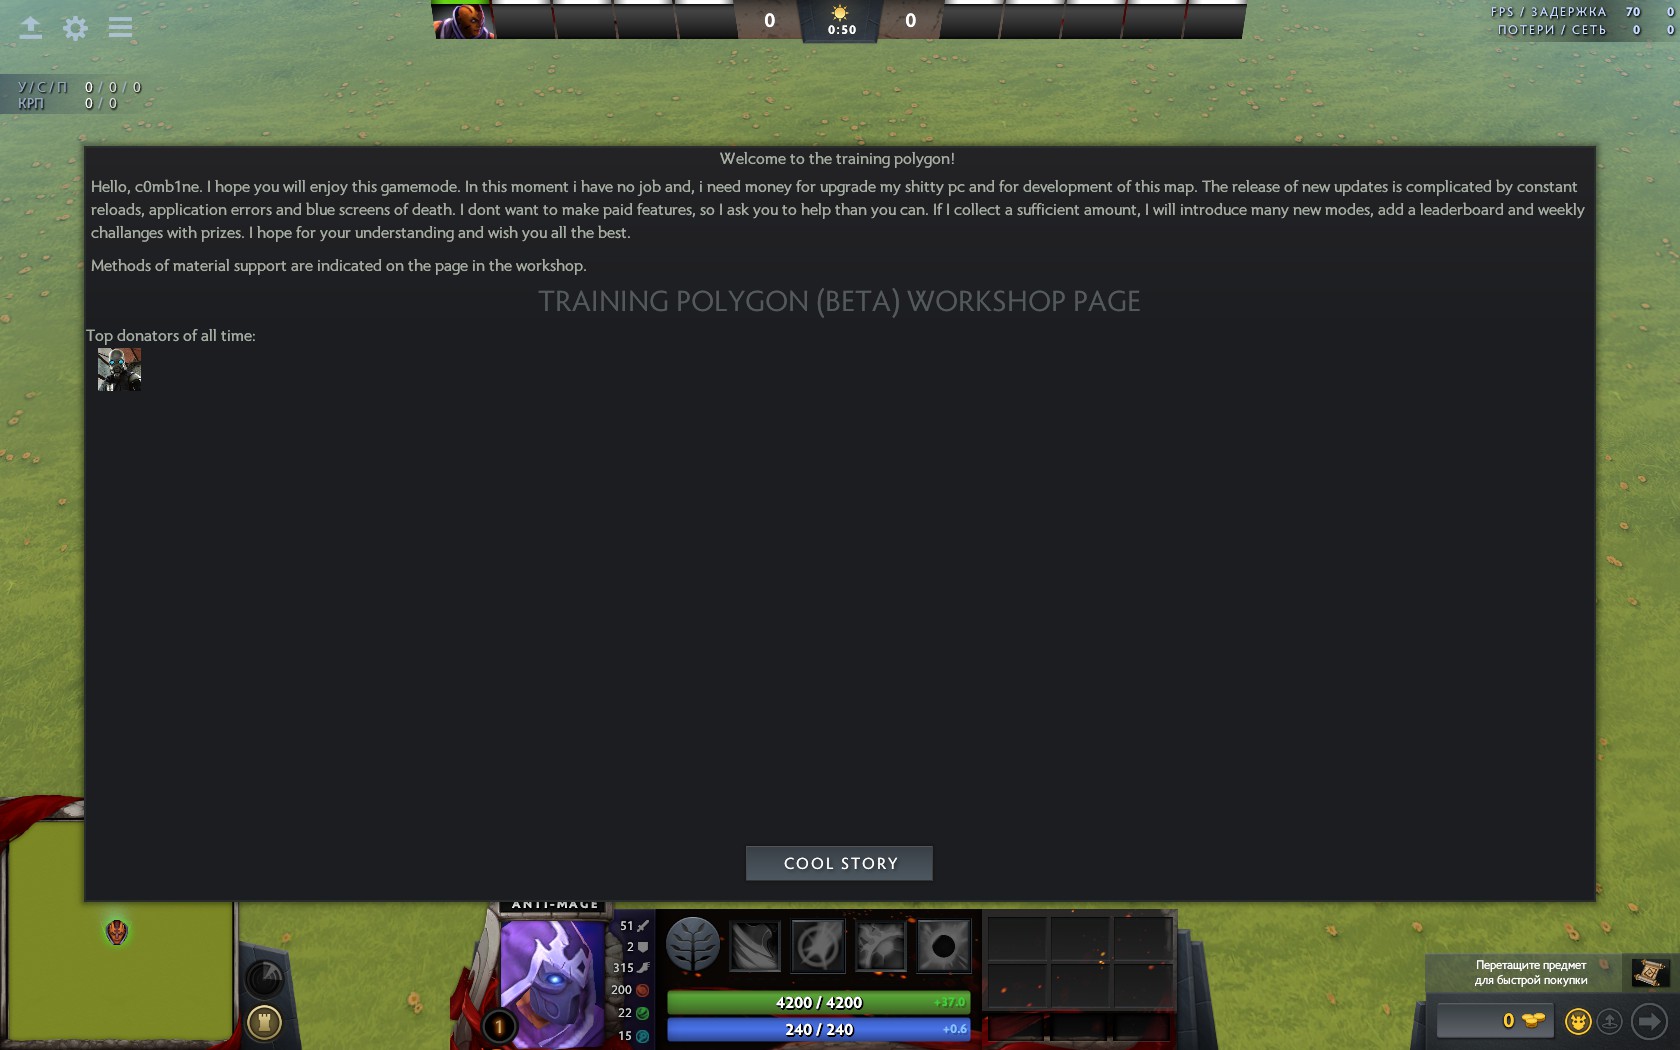 0
0:50
0
FPS / ЗАДЕРЖКА 70 0
ПОТЕРИ / СЕТЬ 0 0
У/С/П 0 / 0 / 0
КРП 0 / 0
Welcome to the training polygon!
Hello, c0mb1ne. I hope you will enjoy this gamemode. In this moment i have no job and, i need money for upgrade my shitty pc and for development of this map. The release of new updates is complicated by constant
reloads, application errors and blue screens of death. I dont want to make paid features, so I ask you to help than you can. If I collect a sufficient amount, I will introduce many new modes, add a leaderboard and weekly
challanges with prizes. I hope for your understanding and wish you all the best.
Methods of material support are indicated on the page in the workshop.
TRAINING POLYGON (BETA) WORKSHOP PAGE
Top donators of all time:
COOL STORY
ANTI-MAGE
51
2
315
200
22
15
1
4200 / 4200 +37.0
240 / 240 +0.6
Перетащите предмет
для быстрой покупки
0